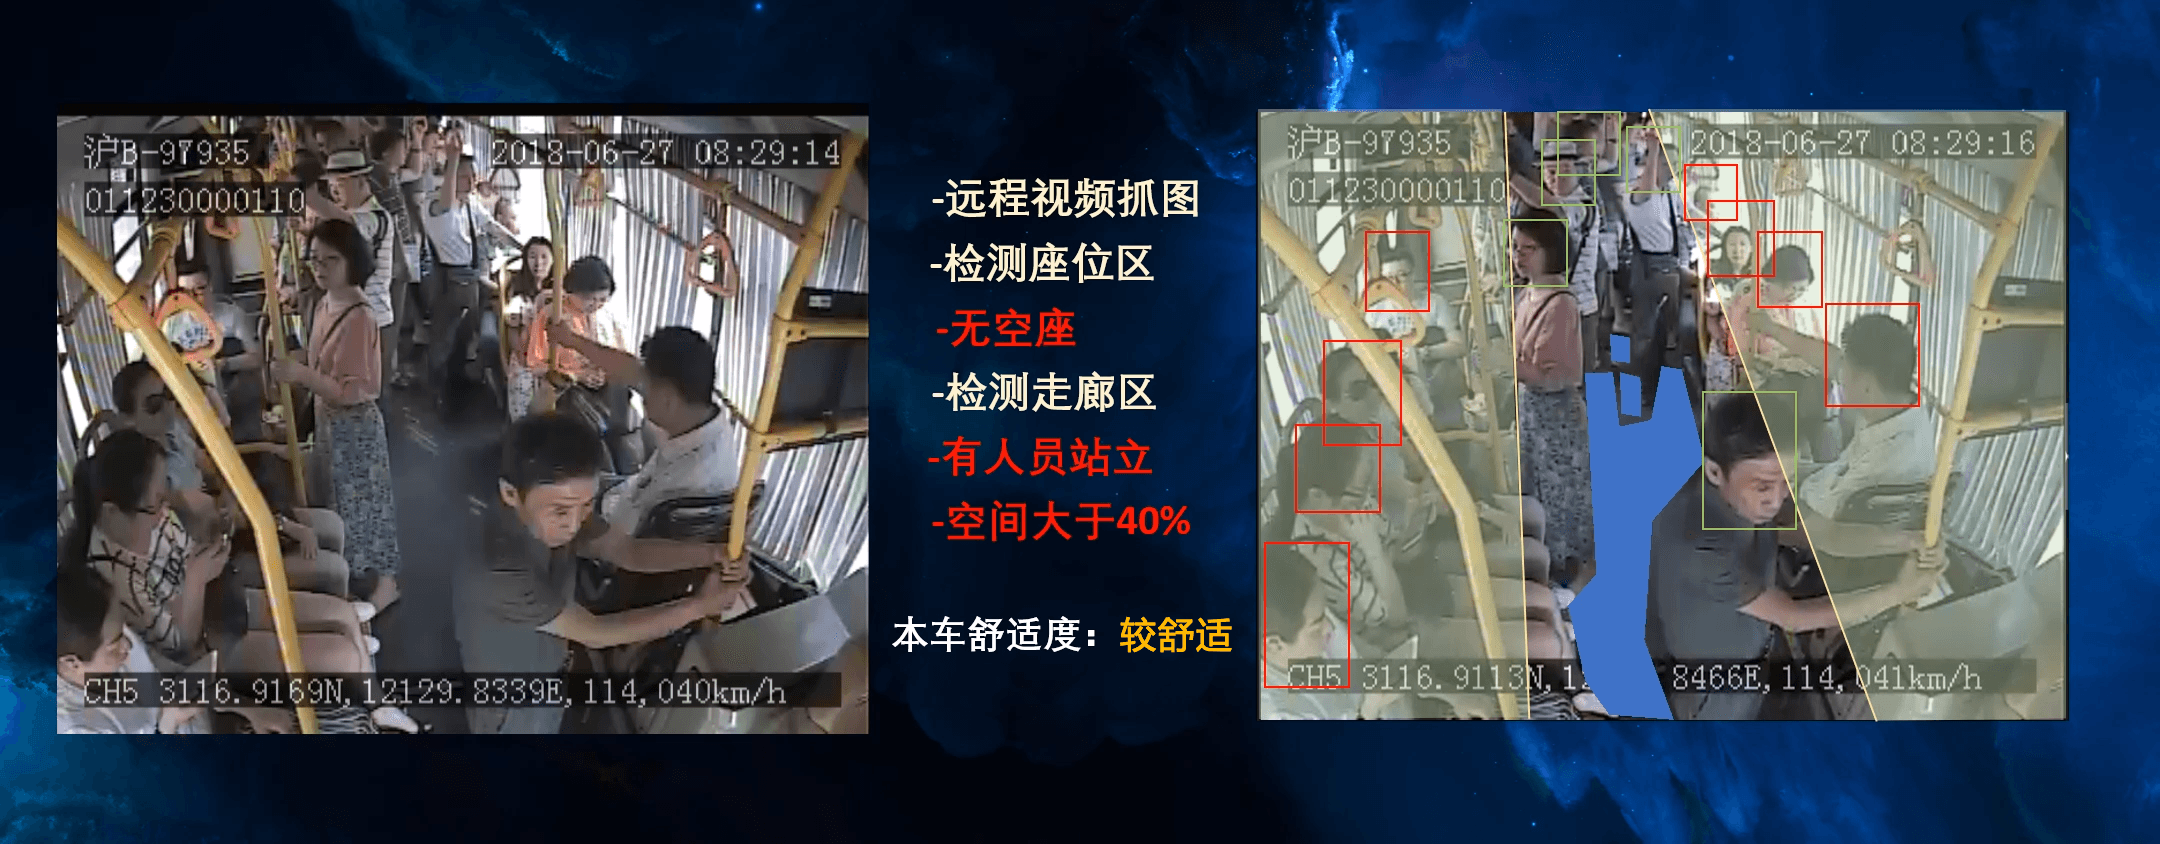 沪B-97935 2018-06-27 08:29:14
011230000110
CH5 3116.9169N,12129.8339E,114,040km/h
-远程视频抓图
-检测座位区
-无空座
-检测走廊区
-有人员站立
-空间大于40%
本车舒适度：较舒适
沪B-97935 2018-06-27 08:29:16
011230000110
CH5 3116.9113N,12 8466E,114,041km/h